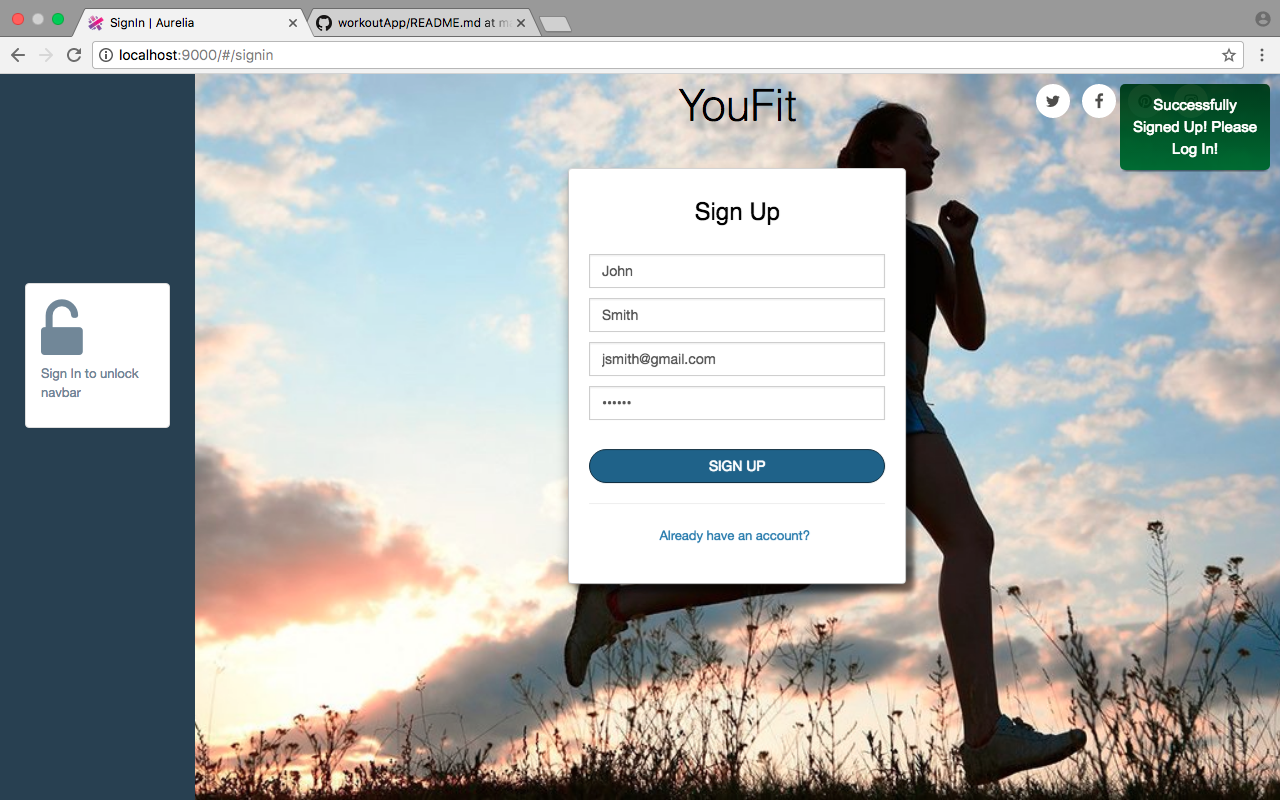 SignIn | Aurelia
workoutApp/README.md at m
localhost:9000/#/signin
YouFit
Successfully
Signed Up! Please
Log In!
Sign Up
John
Smith
jsmith@gmail.com
••••••
SIGN UP
Already have an account?
Sign In to unlock
navbar